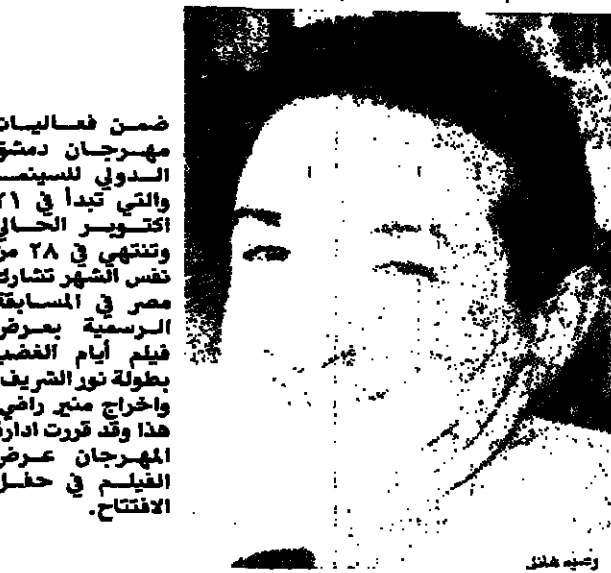 ضمن فعاليات
مهرجان دمشق
الدولي للسينمـ
والتي تبدأ في ٢١
اكتوبر الحالي
وتنتهي في ٢٨ من
نفس الشهر تشارك
مصر في المسابقة
الرسمية بعرض
فيلم أيام الغضب
بطولة نور الشريف
واخراج منير راضي
هذا وقد قررت ادارة
المهرجان عرض
الفيلم في حفل
الافتتاح.